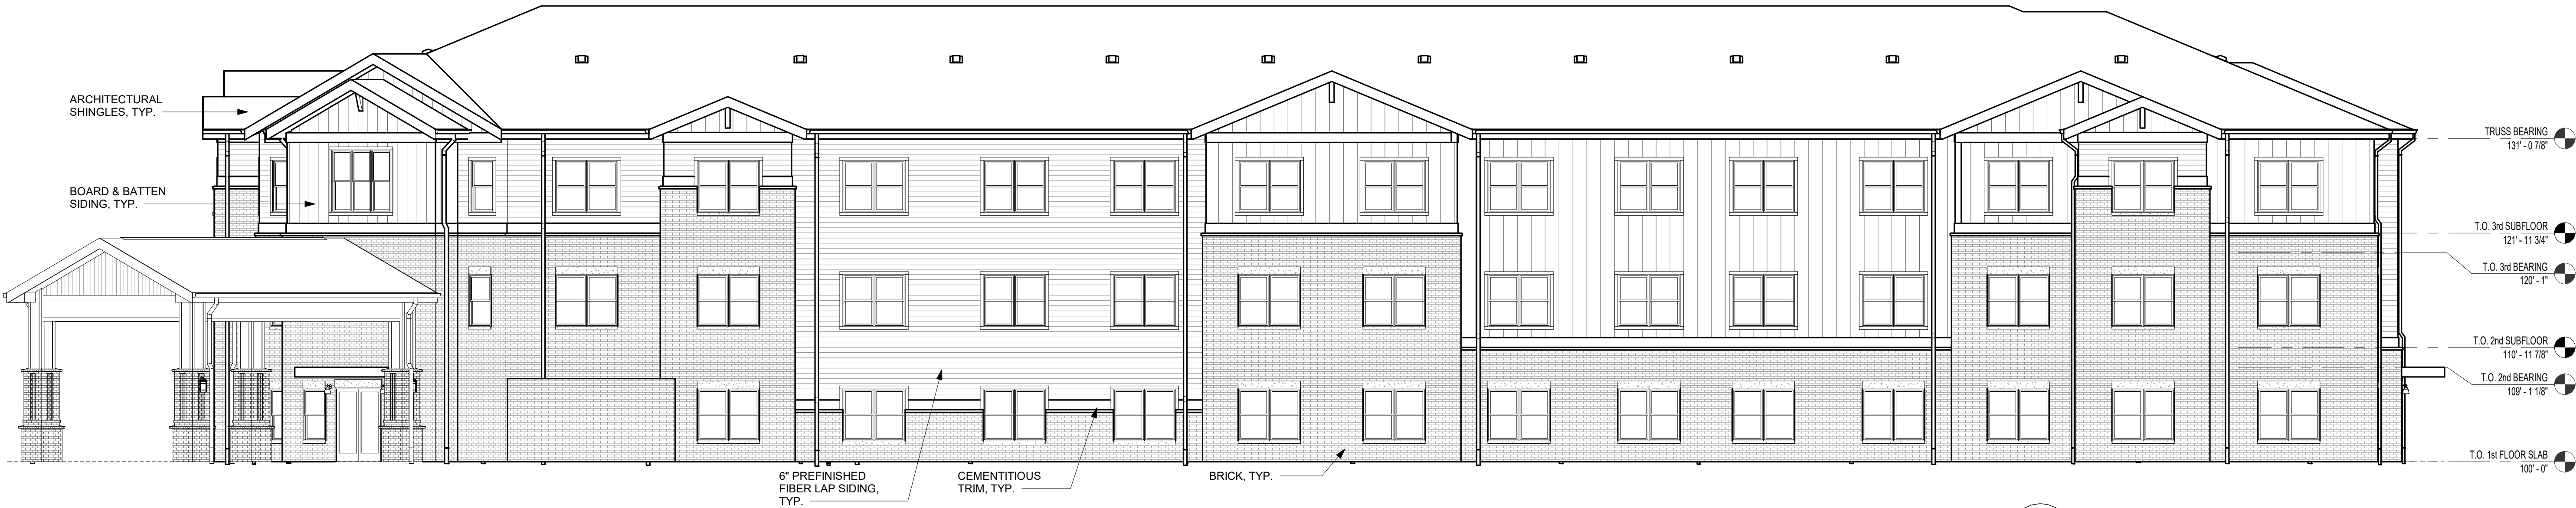 ARCHITECTURAL
SHINGLES, TYP.
BOARD & BATTEN
SIDING, TYP.
6" PREFINISHED
FIBER LAP SIDING,
TYP.
CEMENTITIOUS
TRIM, TYP.
BRICK, TYP.
TRUSS BEARING
131' - 0 7/8"
T.O. 3rd SUBFLOOR
121' - 11 3/4"
T.O. 3rd BEARING
120' - 1"
T.O. 2nd SUBFLOOR
110' - 11 7/8"
T.O. 2nd BEARING
109' - 1 1/8"
T.O. 1st FLOOR SLAB
100' - 0"